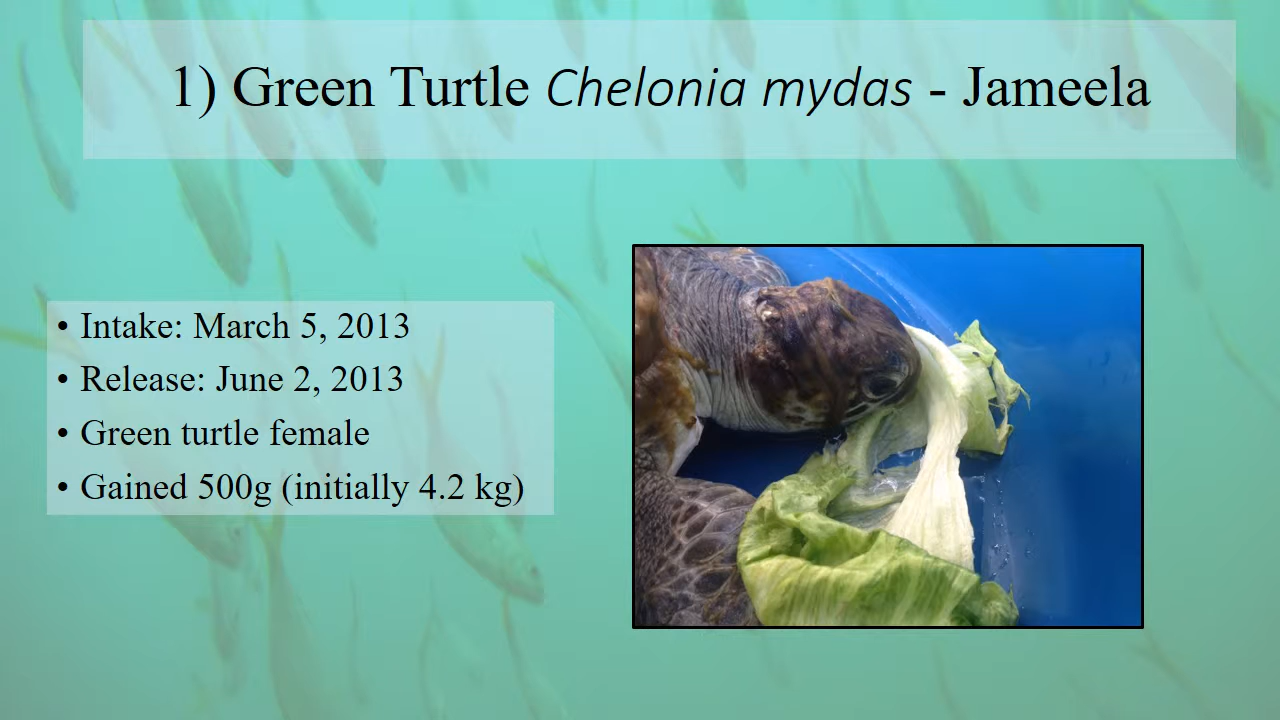 1) Green Turtle Chelonia mydas - Jameela
• Intake: March 5, 2013
• Release: June 2, 2013
• Green turtle female
• Gained 500g (initially 4.2 kg)